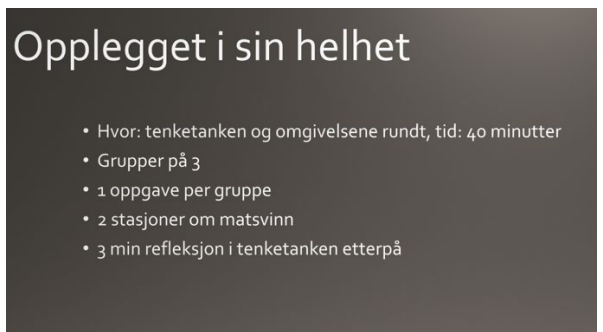 Opplegget i sin helhet
• Hvor: tenketanken og omgivelsene rundt, tid: 40 minutter
• Grupper på 3
• 1 oppgave per gruppe
• 2 stasjoner om matsvinn
• 3 min refleksjon i tenketanken etterpå